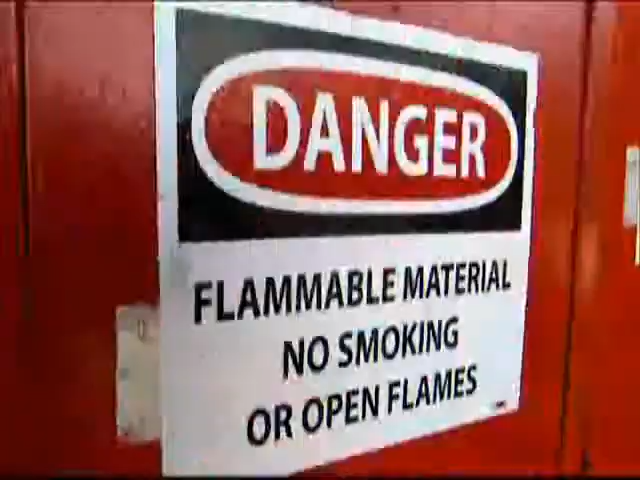 DANGER
FLAMMABLE MATERIAL
NO SMOKING
OR OPEN FLAMES